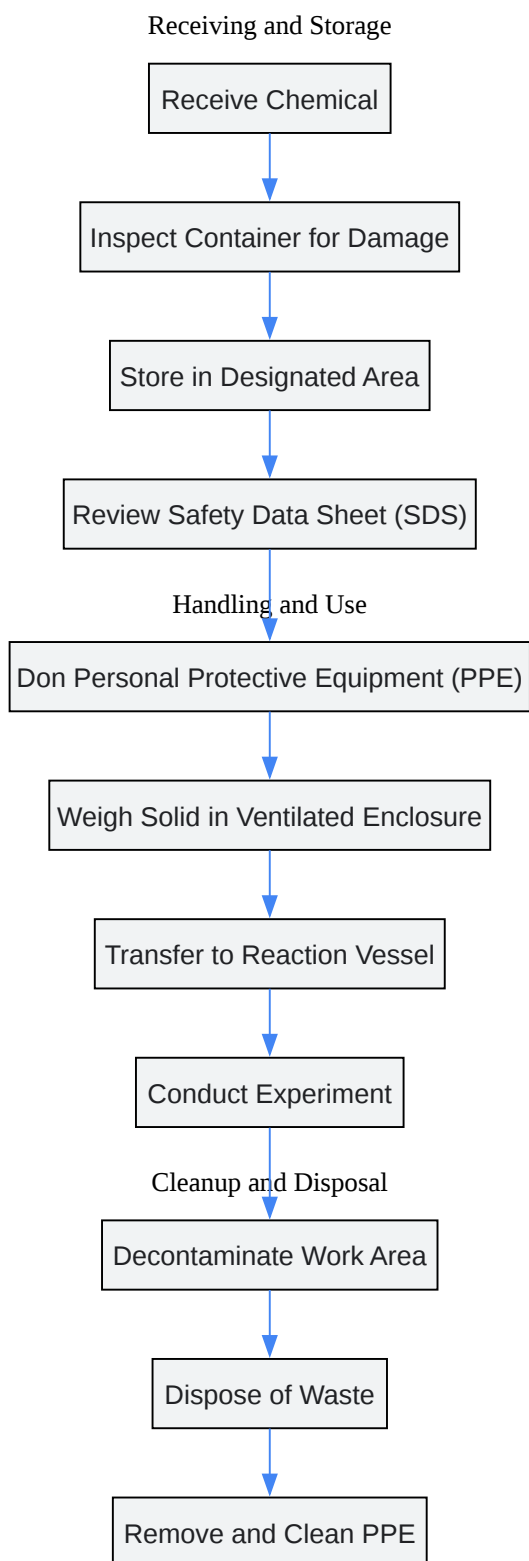 Receiving and Storage
Receive Chemical
Inspect Container for Damage
Store in Designated Area
Review Safety Data Sheet (SDS)
Handling and Use
Don Personal Protective Equipment (PPE)
Weigh Solid in Ventilated Enclosure
Transfer to Reaction Vessel
Conduct Experiment
Cleanup and Disposal
Decontaminate Work Area
Dispose of Waste
Remove and Clean PPE